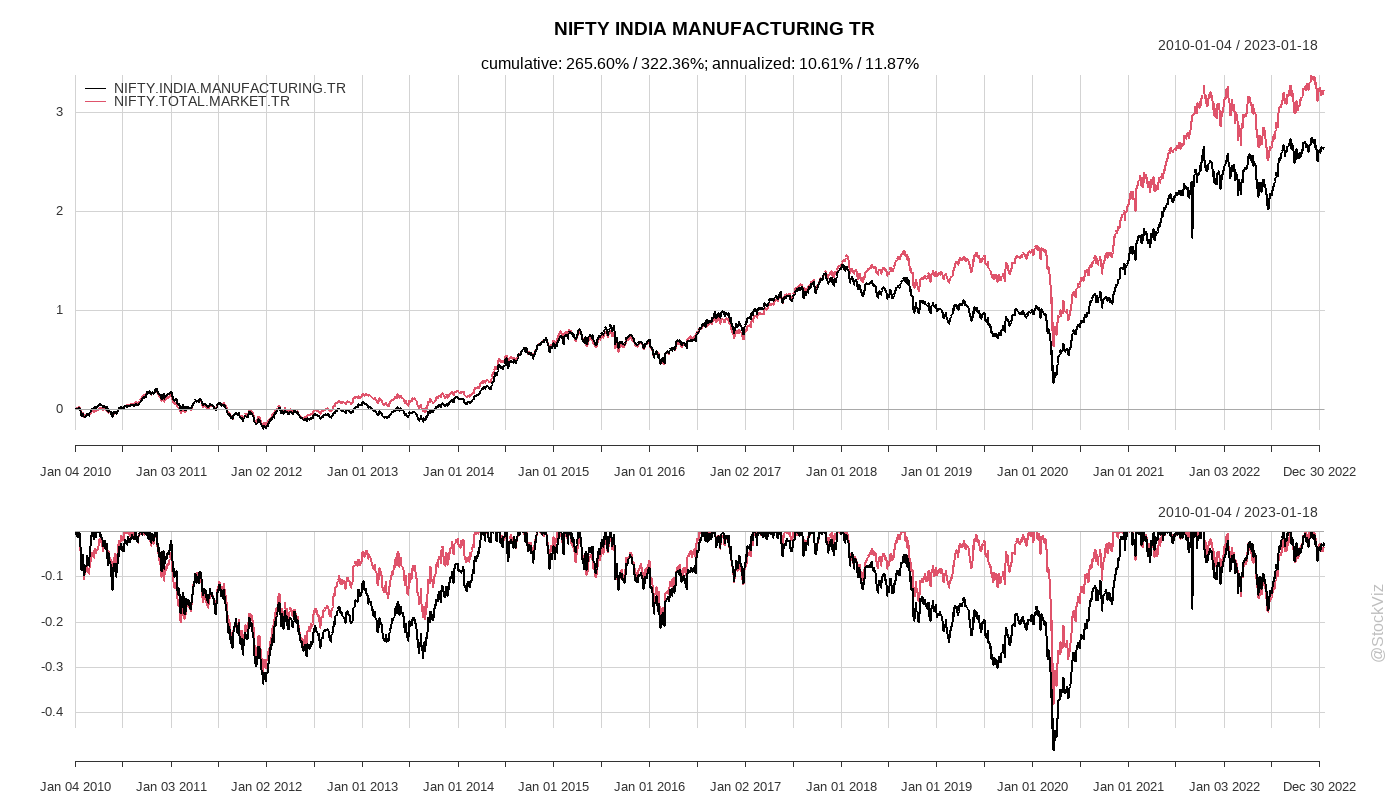 NIFTY INDIA MANUFACTURING TR
2010-01-04 / 2023-01-18
cumulative: 265.60% / 322.36%; annualized: 10.61% / 11.87%
NIFTY.INDIA.MANUFACTURING.TR
NIFTY.TOTAL.MARKET.TR
3
2
1
0
Jan 04 2010 Jan 03 2011 Jan 02 2012 Jan 01 2013 Jan 01 2014 Jan 01 2015 Jan 01 2016 Jan 02 2017 Jan 01 2018 Jan 01 2019 Jan 01 2020 Jan 01 2021 Jan 03 2022 Dec 30 2022
2010-01-04 / 2023-01-18
-0.1
-0.2
-0.3
-0.4
Jan 04 2010 Jan 03 2011 Jan 02 2012 Jan 01 2013 Jan 01 2014 Jan 01 2015 Jan 01 2016 Jan 02 2017 Jan 01 2018 Jan 01 2019 Jan 01 2020 Jan 01 2021 Jan 03 2022 Dec 30 2022
@StockViz